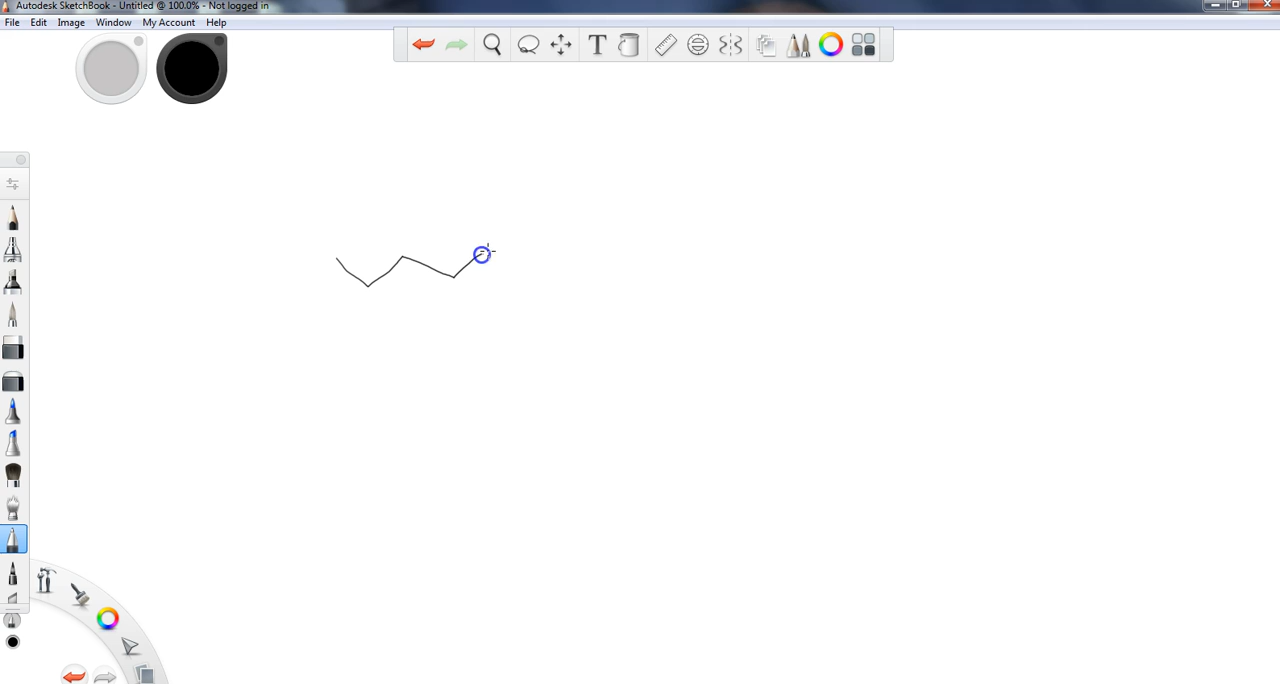 Autodesk SketchBook - Untitled @ 100.0% - Not logged in
File Edit Image Window My Account Help
T